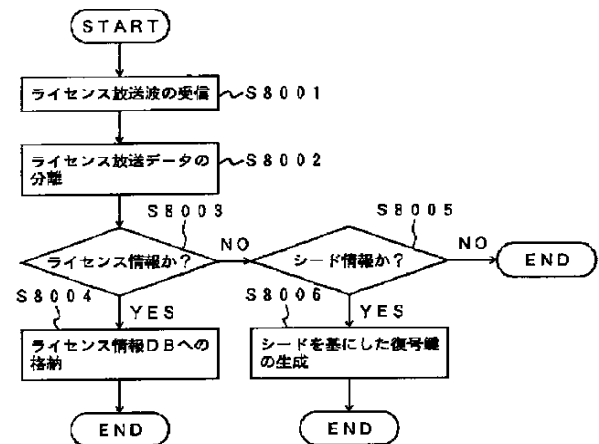 START
ライセンス放送波の受信
S8001
ライセンス放送データの
分離
S8002
S8003
ライセンス情報か？
NO
S8005
シード情報か？
NO
END
S8004
YES
ライセンス情報DBへの
格納
END
S8006
YES
シードを基にした復号鍵
の生成
END